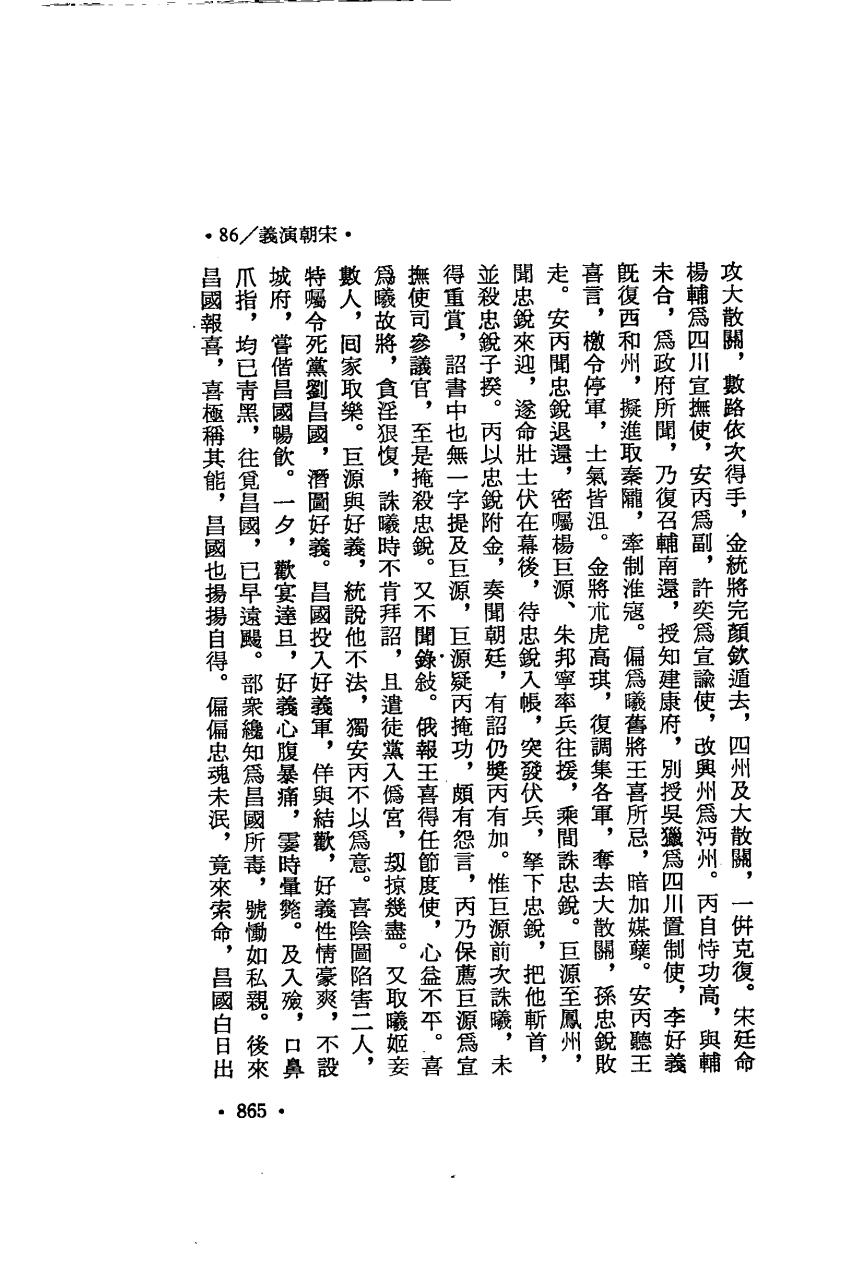 •86/義演朝宋•
攻大散關，數路依次得手，金統將完顏欽遁去，四州及大散關，一併克復。宋廷命
楊輔爲四川宣撫使，安丙爲副，許奕爲宣諭使，改興州爲沔州。丙自恃功高，與輔
未合，爲政府所聞，乃復召輔南還，授知建康府，別授吳獵爲四川置制使，李好義
旣復西和州，擬進取秦隴，牽制淮寇。偏爲曦舊將王喜所忌，暗加媒櫱。安丙聽王
喜言，檄令停軍，士氣皆沮。金將朮虎高琪，復調集各軍，奪去大散關，孫忠銳敗
走。安丙聞忠銳退還，密囑楊巨源、朱邦寧率兵往援，乘間誅忠銳。巨源至鳳州，
聞忠銳來迎，遂命壯士伏在幕後，待忠銳入帳，突發伏兵，拏下忠銳，把他斬首，
並殺忠銳子揆。丙以忠銳附金，奏聞朝廷，有詔仍獎丙有加。惟巨源前次誅曦，未
得重賞，詔書中也無一字提及巨源，巨源疑丙掩功，頗有怨言，丙乃保薦巨源爲宣
撫使司參議官，至是掩殺忠銳。又不聞錄敍。俄報王喜得任節度使，心益不平。喜
爲曦故將，貪淫狠愎，誅曦時不肯拜詔，且遣徒黨入僞宮，刼掠幾盡。又取曦姬妾
數人，囘家取樂。巨源與好義，統說他不法，獨安丙不以爲意。喜陰圖陷害二人，
特囑令死黨劉昌國，潛圖好義。昌國投入好義軍，佯與結歡，好義性情豪爽，不設
城府，嘗偕昌國暢飲。一夕，歡宴達旦，好義心腹暴痛，霎時暈斃。及入殮，口鼻
爪指，均已靑黑，往覓昌國，已早遠颺。部衆纔知爲昌國所毒，號慟如私親。後來
昌國報喜，喜極稱其能，昌國也揚揚自得。偏偏忠魂未泯，竟來索命，昌國白日出
•865•